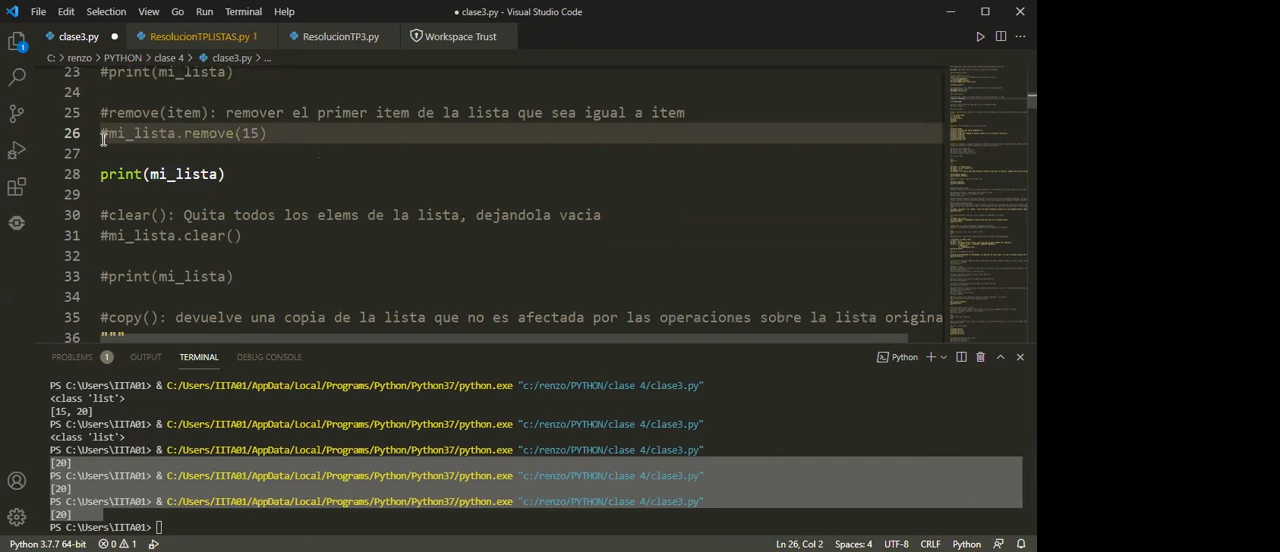 File Edit Selection View Go Run Terminal Help
● clase3.py - Visual Studio Code
clase3.py ● ResolucionTPLISTAS.py 1 ResolucionTP3.py Workspace Trust
C: > renzo > PYTHON > clase 4 > clase3.py > ...
23 #print(mi_lista)
24
25 #remove(item): remover el primer item de la lista que sea igual a item
26 #mi_lista.remove(15)
27
28 print(mi_lista)
29
30 #clear(): Quita todos los elems de la lista, dejandola vacia
31 #mi_lista.clear()
32
33 #print(mi_lista)
34
35 #copy(): devuelve una copia de la lista que no es afectada por las operaciones sobre la lista origina
36 """
PROBLEMS 1 OUTPUT TERMINAL DEBUG CONSOLE Python
PS C:\Users\IITA01> & C:/Users/IITA01/AppData/Local/Programs/Python/Python37/python.exe "c:/renzo/PYTHON/clase 4/clase3.py"
<class 'list'>
[15, 20]
PS C:\Users\IITA01> & C:/Users/IITA01/AppData/Local/Programs/Python/Python37/python.exe "c:/renzo/PYTHON/clase 4/clase3.py"
<class 'list'>
PS C:\Users\IITA01> & C:/Users/IITA01/AppData/Local/Programs/Python/Python37/python.exe "c:/renzo/PYTHON/clase 4/clase3.py"
[20]
PS C:\Users\IITA01> & C:/Users/IITA01/AppData/Local/Programs/Python/Python37/python.exe "c:/renzo/PYTHON/clase 4/clase3.py"
[20]
PS C:\Users\IITA01> & C:/Users/IITA01/AppData/Local/Programs/Python/Python37/python.exe "c:/renzo/PYTHON/clase 4/clase3.py"
[20]
PS C:\Users\IITA01>
Python 3.7.7 64-bit 0 1 Ln 26, Col 2 Spaces: 4 UTF-8 CRLF Python